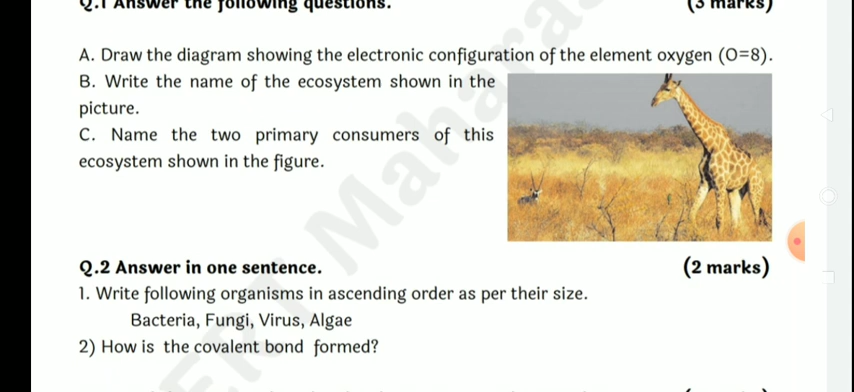 Q.1 Answer the following questions. (3 marks)
A. Draw the diagram showing the electronic configuration of the element oxygen (O=8).
B. Write the name of the ecosystem shown in the
picture.
C. Name the two primary consumers of this
ecosystem shown in the figure.
Q.2 Answer in one sentence. (2 marks)
1. Write following organisms in ascending order as per their size.
Bacteria, Fungi, Virus, Algae
2) How is the covalent bond formed?